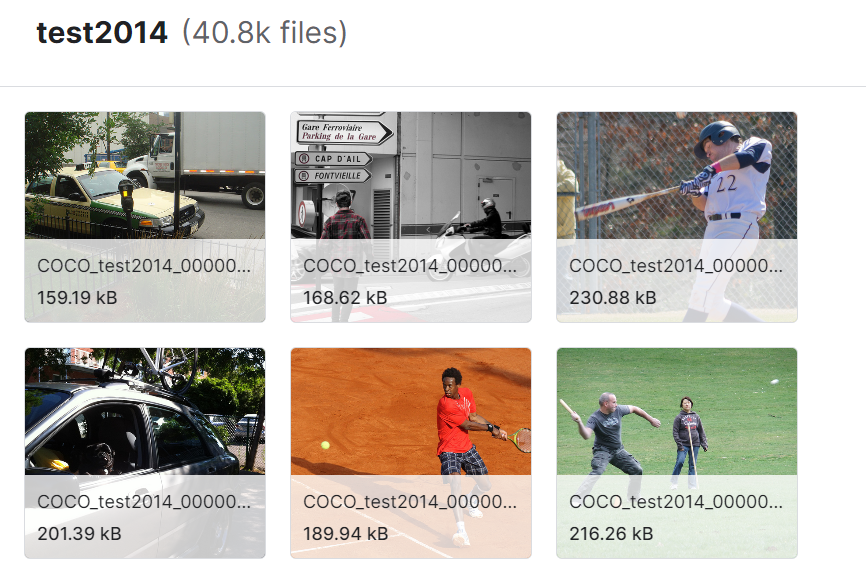 test2014 (40.8k files)
Gare Ferroviaire
Parking de la Gare
CAP D'AIL
FONTVIEILLE
22
COCO_test2014_00000...
159.19 kB
COCO_test2014_00000...
168.62 kB
COCO_test2014_00000...
230.88 kB
COCO_test2014_00000...
201.39 kB
COCO_test2014_00000...
189.94 kB
COCO_test2014_00000...
216.26 kB